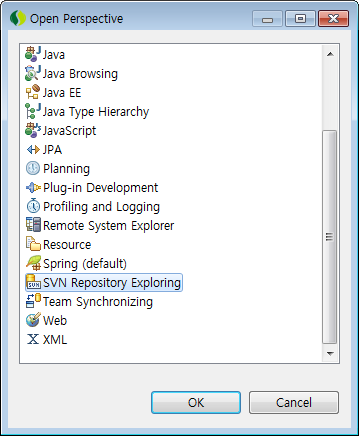 Open Perspective
Java
Java Browsing
Java EE
Java Type Hierarchy
JavaScript
JPA
Planning
Plug-in Development
Profiling and Logging
Remote System Explorer
Resource
Spring (default)
SVN Repository Exploring
Team Synchronizing
Web
XML
OK
Cancel